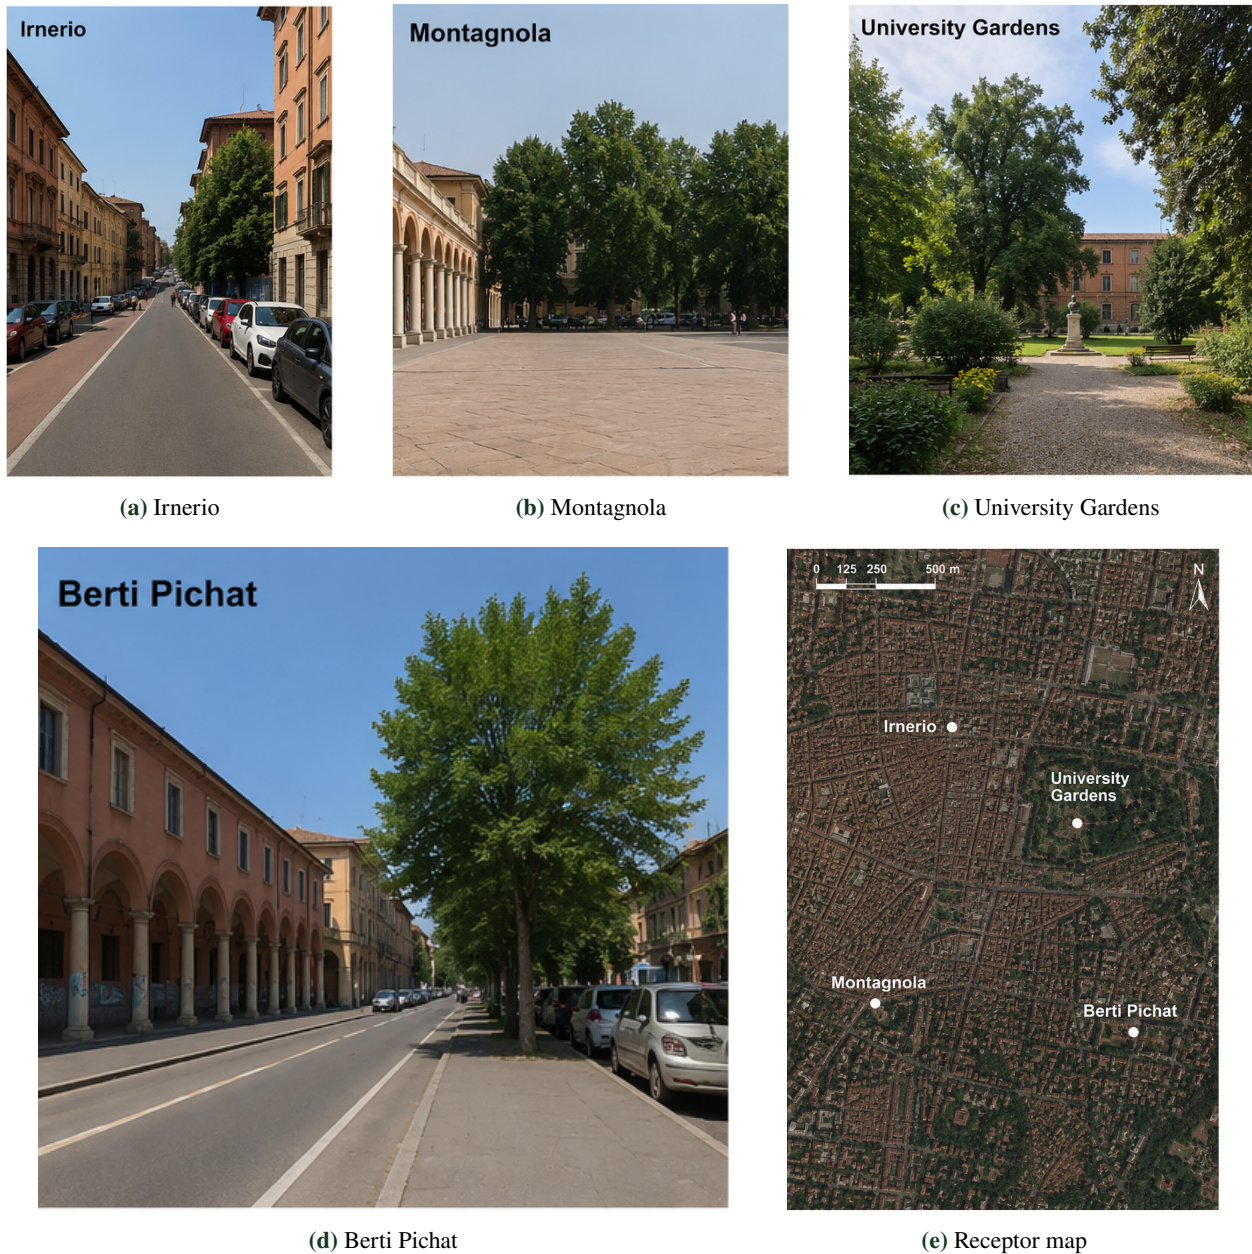 Irnerio
Montagnola
University Gardens
(a) Irnerio
(b) Montagnola
(c) University Gardens
Berti Pichat
0 125 250 500 m
N
Irnerio
University
Gardens
Montagnola
Berti Pichat
(d) Berti Pichat
(e) Receptor map